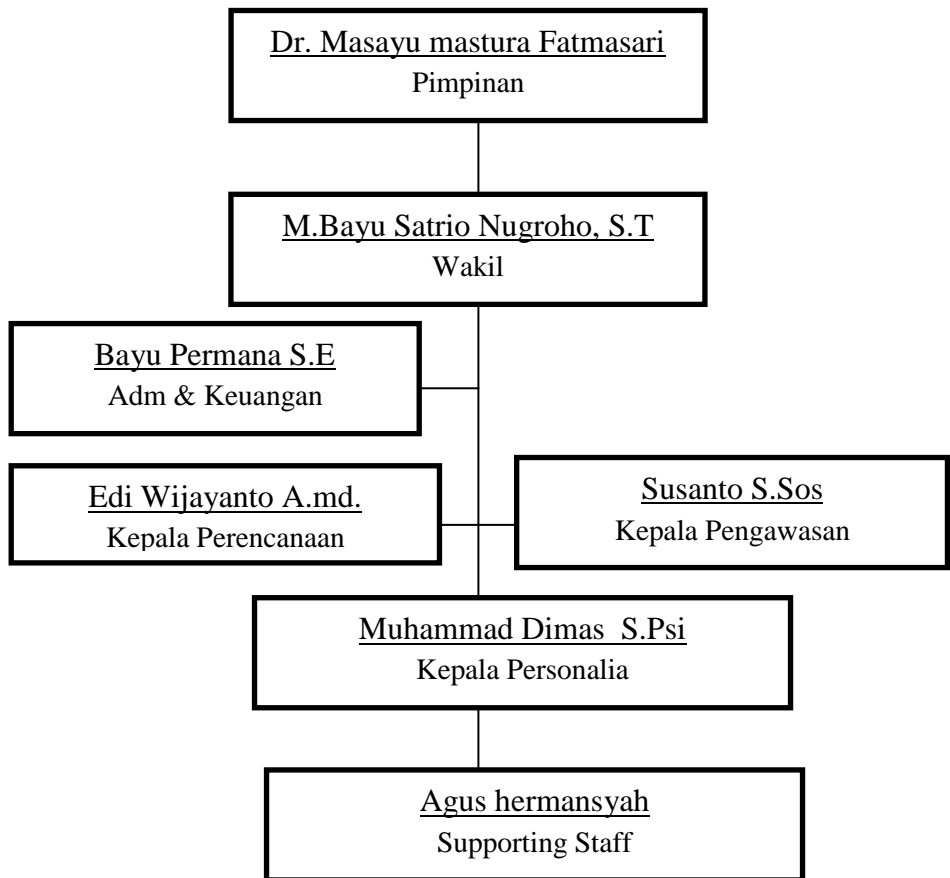 Dr. Masayu mastura Fatmasari
Pimpinan
M.Bayu Satrio Nugroho, S.T
Wakil
Bayu Permana S.E
Adm & Keuangan
Edi Wijayanto A.md.
Kepala Perencanaan
Susanto S.Sos
Kepala Pengawasan
Muhammad Dimas  S.Psi
Kepala Personalia
Agus hermansyah
Supporting Staff